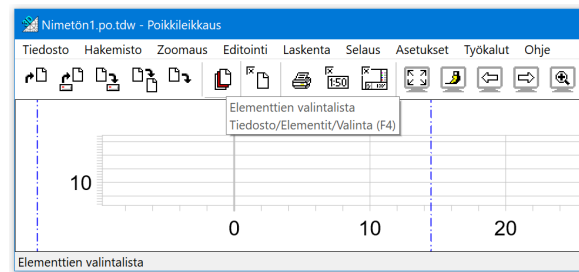 Nimetön1.po.tdw - Poikkileikkaus
Tiedosto Hakemisto Zoomaus Editointi Laskenta Selaus Asetukset Työkalut Ohje
1:50
Elementtien valintalista
Tiedosto/Elementit/Valinta (F4)
10
0 10 20
Elementtien valintalista